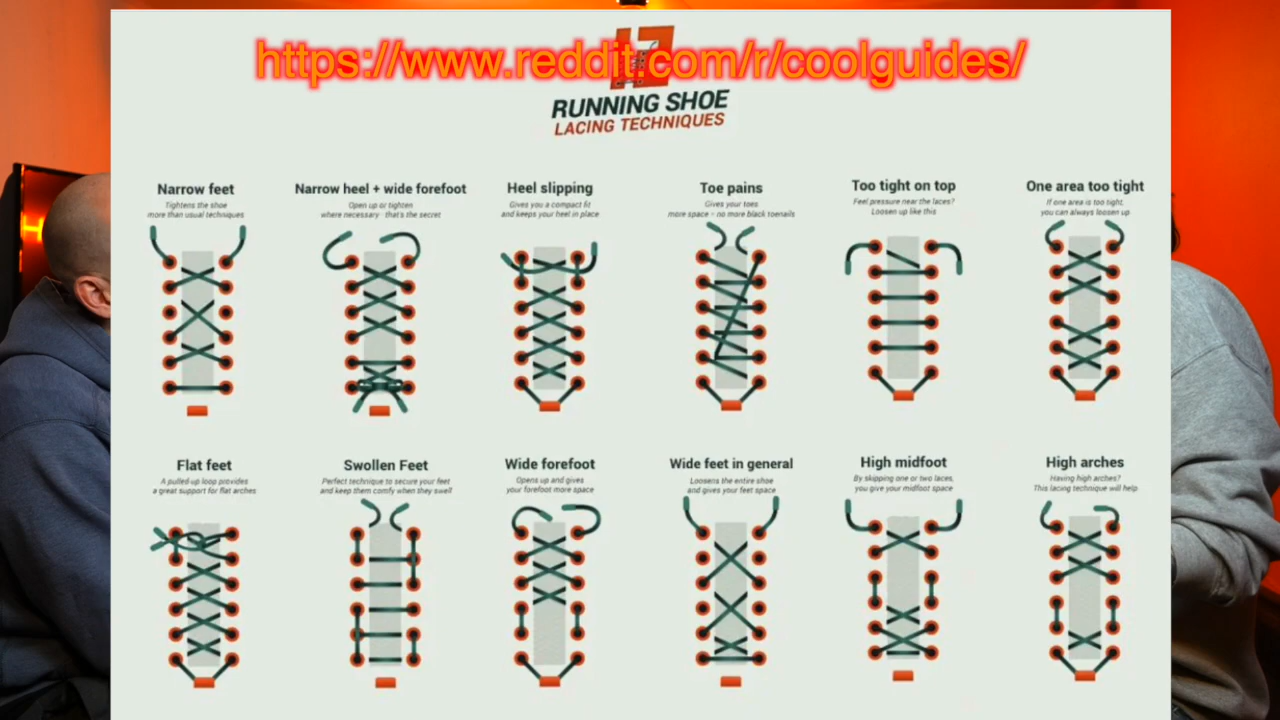 https://www.reddit.com/r/coolguides/
17
RUNNING SHOE
LACING TECHNIQUES
Narrow feet
Tightens the shoe
more than usual techniques
Narrow heel + wide forefoot
Open up or tighten
where necessary - that's the secret
Heel slipping
Gives you a compact fit
and keeps your heel in place
Toe pains
Gives your toes
more space - no more black toenails
Too tight on top
Feel pressure near the laces?
Loosen up like this
One area too tight
If one area is too tight,
you can always loosen up
Flat feet
A pulled-up loop provides
a great support for flat arches
Swollen Feet
Perfect technique to secure your feet
and keep them comfy when they swell
Wide forefoot
Opens up and gives
your forefoot more space
Wide feet in general
Loosens the entire shoe
and gives your feet space
High midfoot
By skipping one or two laces,
you give your midfoot space
High arches
Having high arches?
This lacing technique will help